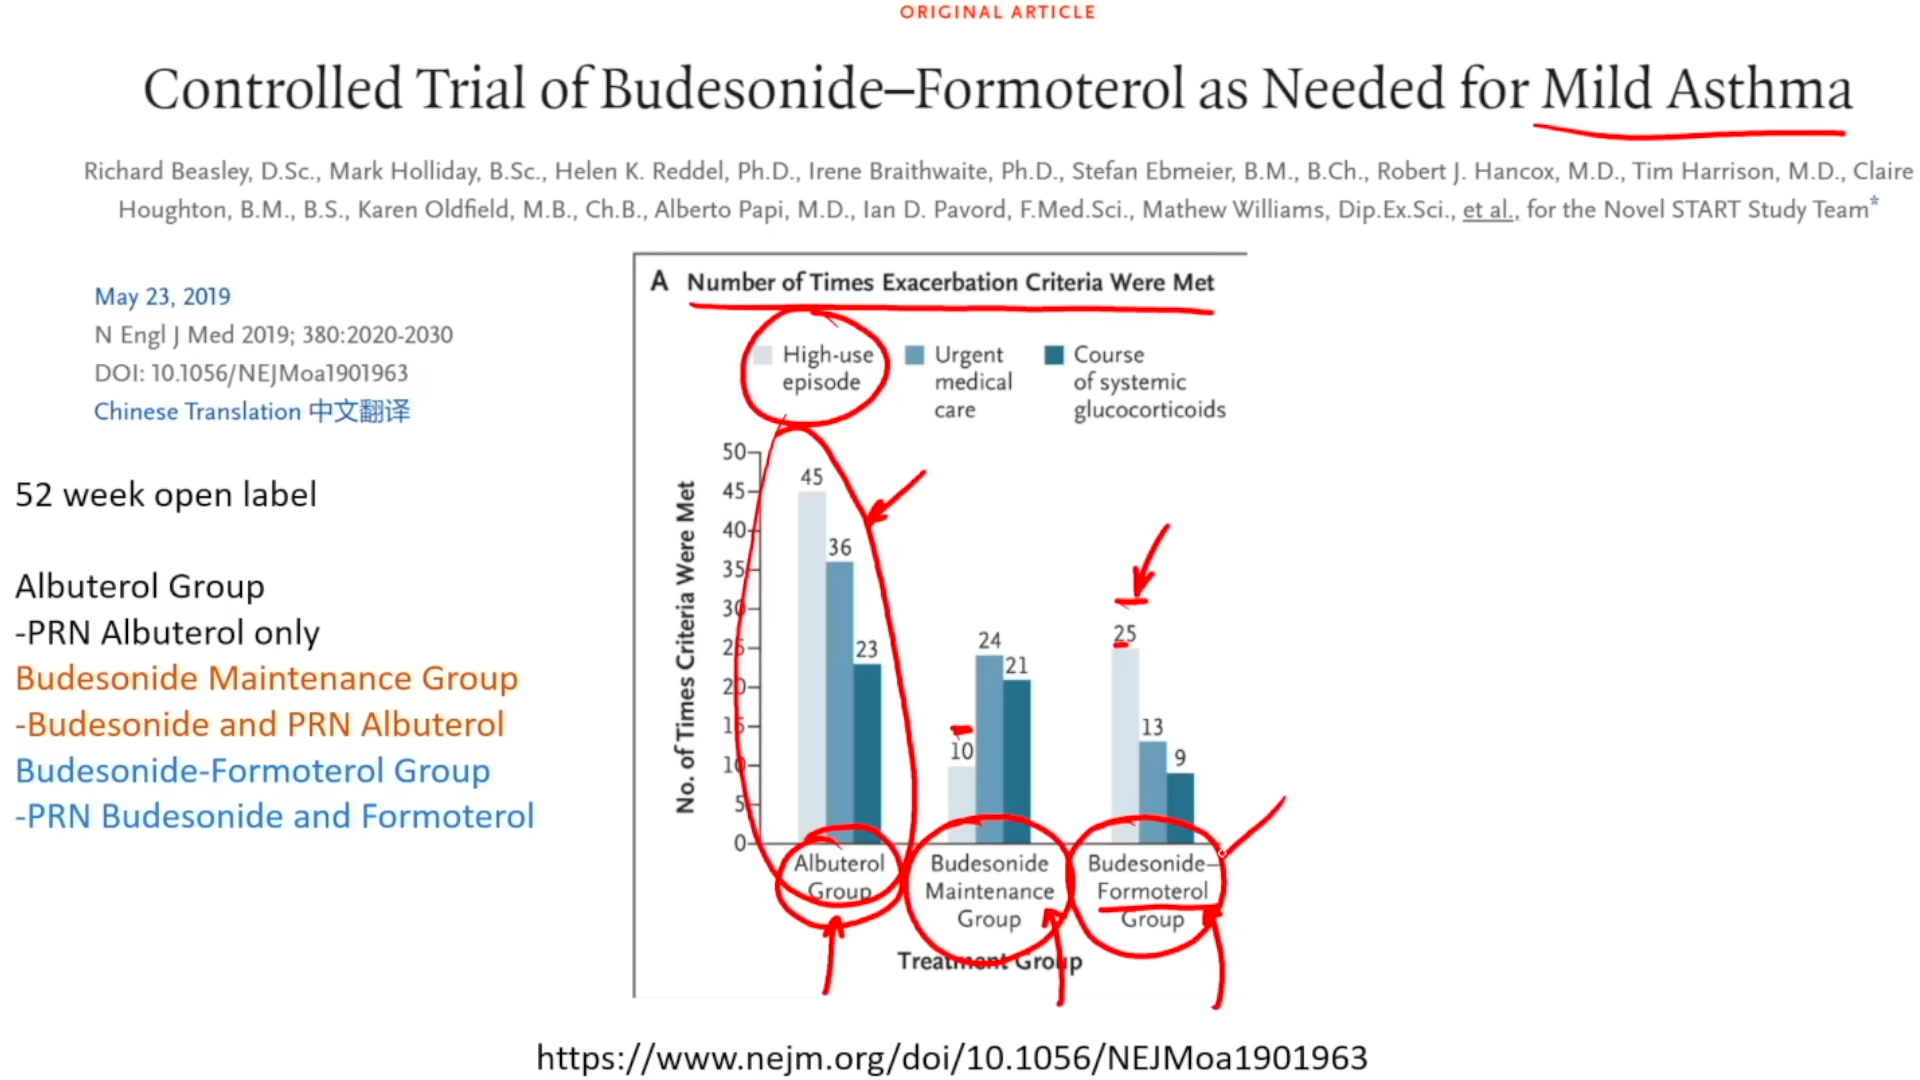 ORIGINAL ARTICLE
Controlled Trial of Budesonide–Formoterol as Needed for Mild Asthma
Richard Beasley, D.Sc., Mark Holliday, B.Sc., Helen K. Reddel, Ph.D., Irene Braithwaite, Ph.D., Stefan Ebmeier, B.M., B.Ch., Robert J. Hancox, M.D., Tim Harrison, M.D., Claire
Houghton, B.M., B.S., Karen Oldfield, M.B., Ch.B., Alberto Papi, M.D., Ian D. Pavord, F.Med.Sci., Mathew Williams, Dip.Ex.Sci., et al., for the Novel START Study Team*
May 23, 2019
N Engl J Med 2019; 380:2020-2030
DOI: 10.1056/NEJMoa1901963
Chinese Translation 中文翻译
52 week open label
Albuterol Group
-PRN Albuterol only
Budesonide Maintenance Group
-Budesonide and PRN Albuterol
Budesonide-Formoterol Group
-PRN Budesonide and Formoterol
A Number of Times Exacerbation Criteria Were Met
High-use
episode
Urgent
medical
care
Course
of systemic
glucocorticoids
No. of Times Criteria Were Met
50
45
40
35
30
25
20
15
10
5
0
45
36
23
10
24
21
25
13
9
Albuterol
Group
Budesonide
Maintenance
Group
Budesonide–
Formoterol
Group
Treatment Group
https://www.nejm.org/doi/10.1056/NEJMoa1901963